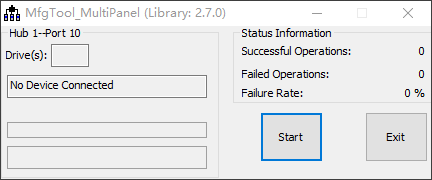 MfgTool_MultiPanel (Library: 2.7.0)
Hub 1--Port 10
Drive(s):
No Device Connected
Status Information
Successful Operations: 0
Failed Operations: 0
Failure Rate: 0 %
Start
Exit